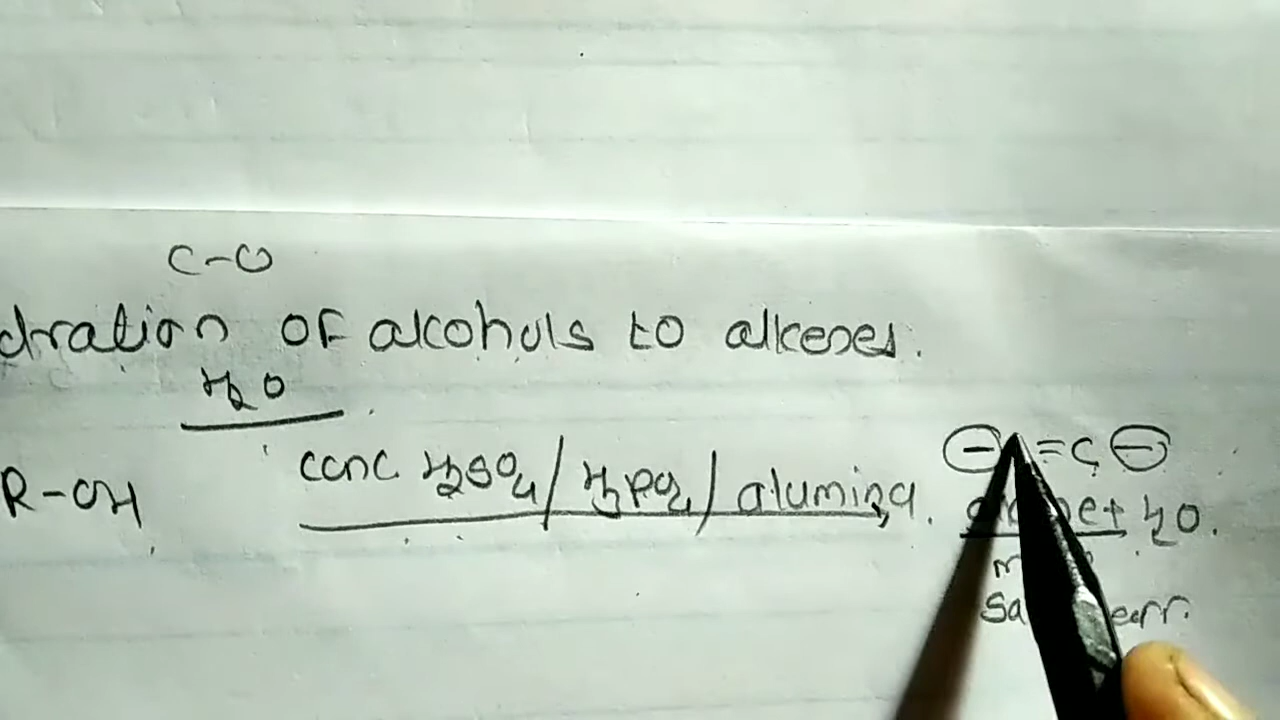 C-O
dration OF alcohols to alkenes.
H₂O
=C
R-OH conc H₂SO₄/H₃PO₄/alumina. + H₂O.